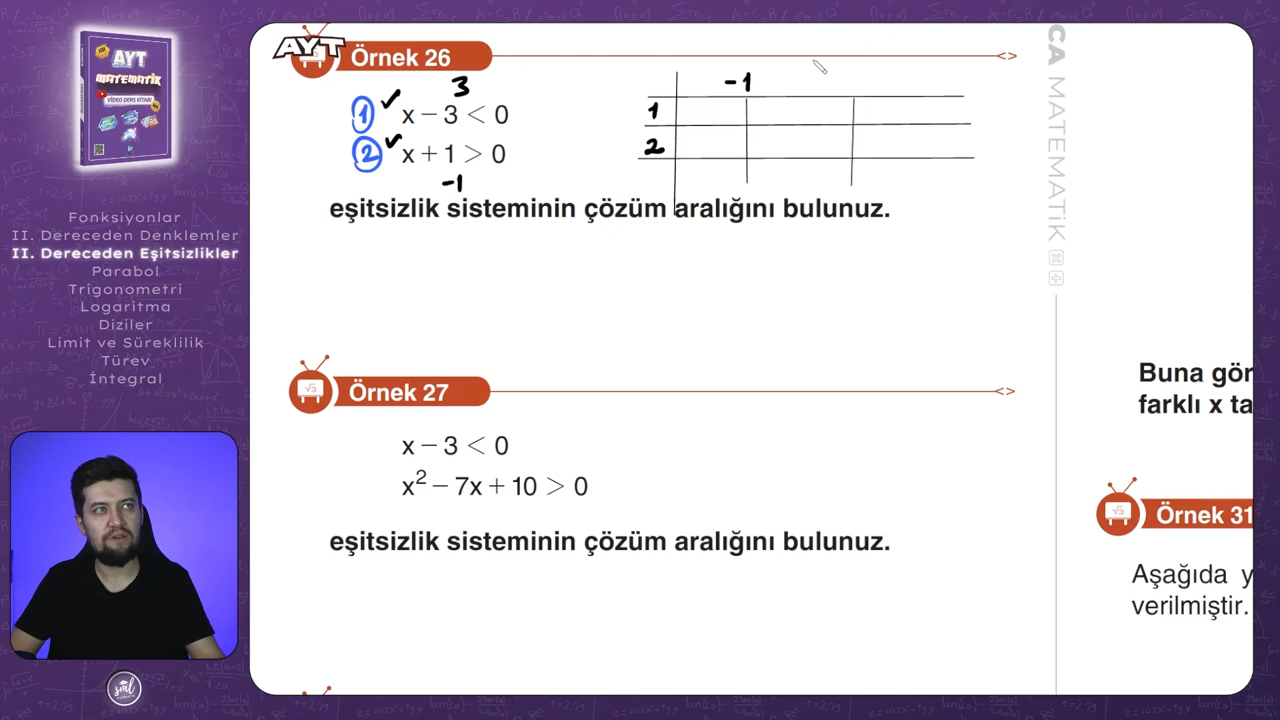 AYT
MATEMATİK
VİDEO DERS KİTABI
Fonksiyonlar
II. Dereceden Denklemler
II. Dereceden Eşitsizlikler
Parabol
Trigonometri
Logaritma
Diziler
Limit ve Süreklilik
Türev
İntegral
sml
AYT
Örnek 26
3
① ✓ x − 3 < 0
② ✓ x + 1 > 0
-1
-1
1
2
eşitsizlik sisteminin çözüm aralığını bulunuz.
Örnek 27
x − 3 < 0
x² − 7x + 10 > 0
eşitsizlik sisteminin çözüm aralığını bulunuz.
CA MATEMATİK
Buna gör
farklı x ta
√5
Örnek 31
Aşağıda y
verilmiştir.